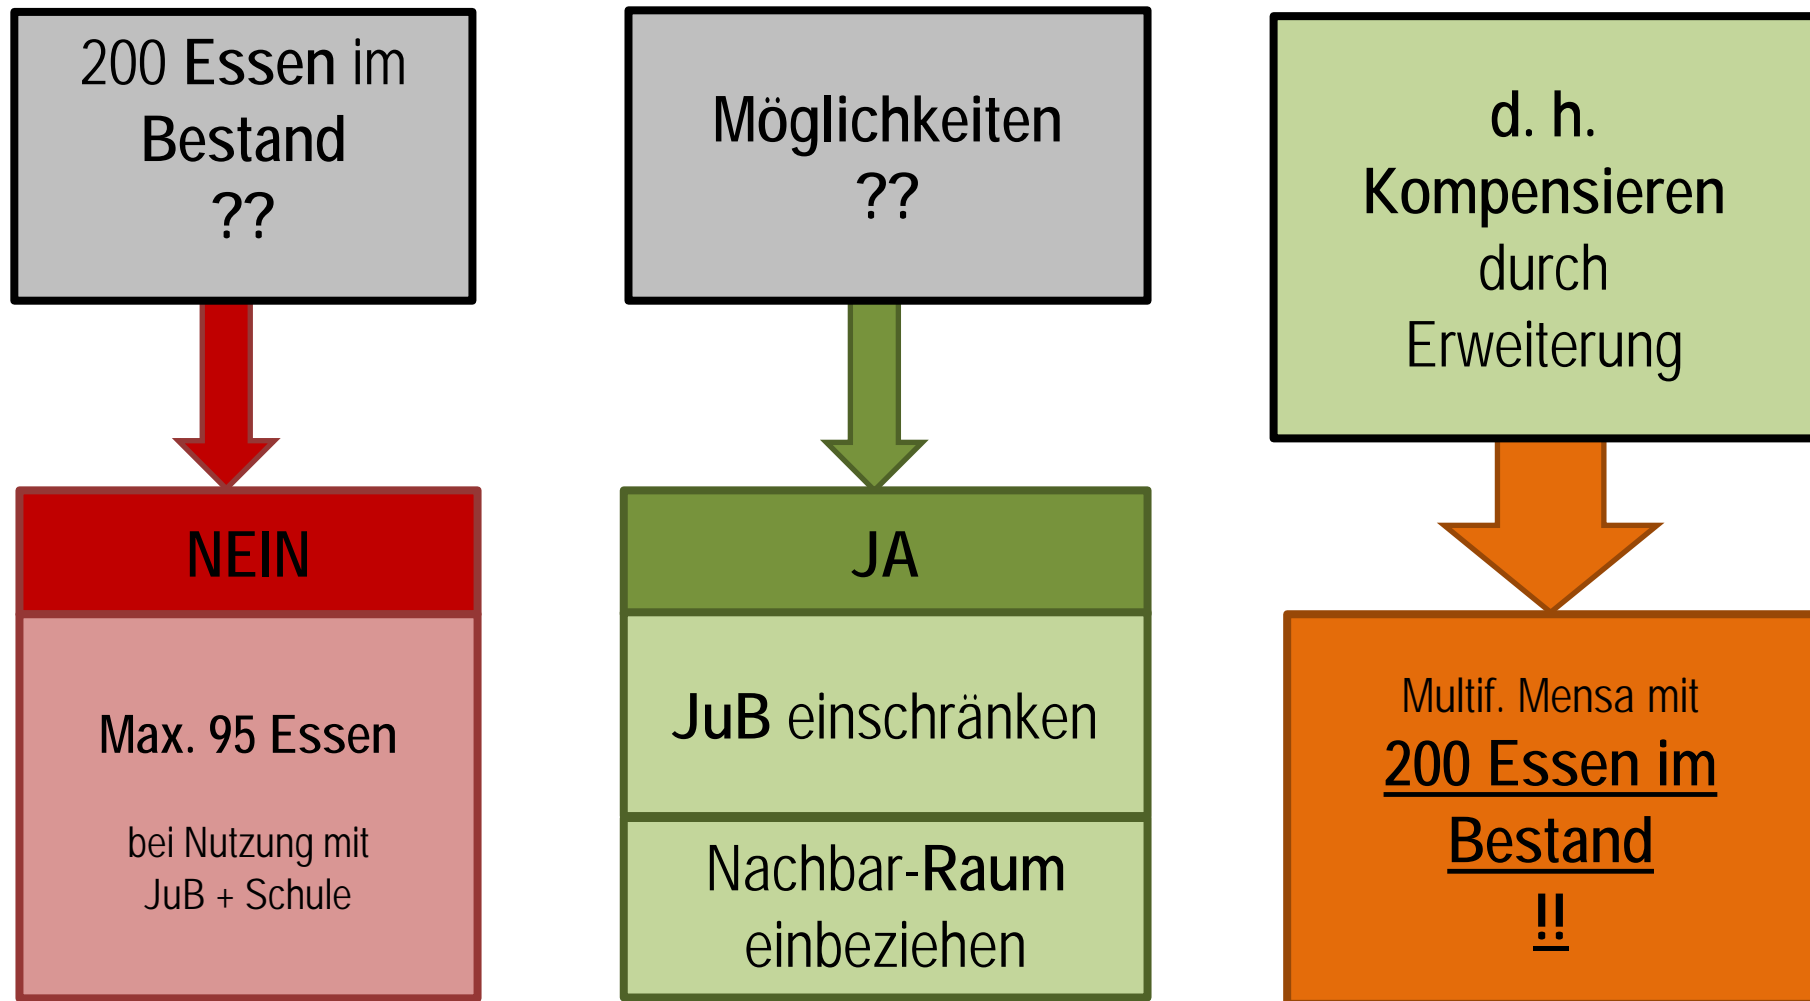 200 Essen im
Bestand
??
NEIN
Max. 95 Essen
bei Nutzung mit
JuB + Schule
Möglichkeiten
??
JA
JuB einschränken
Nachbar-Raum
einbeziehen
d. h.
Kompensieren
durch
Erweiterung
Multif. Mensa mit
200 Essen im
Bestand
!!